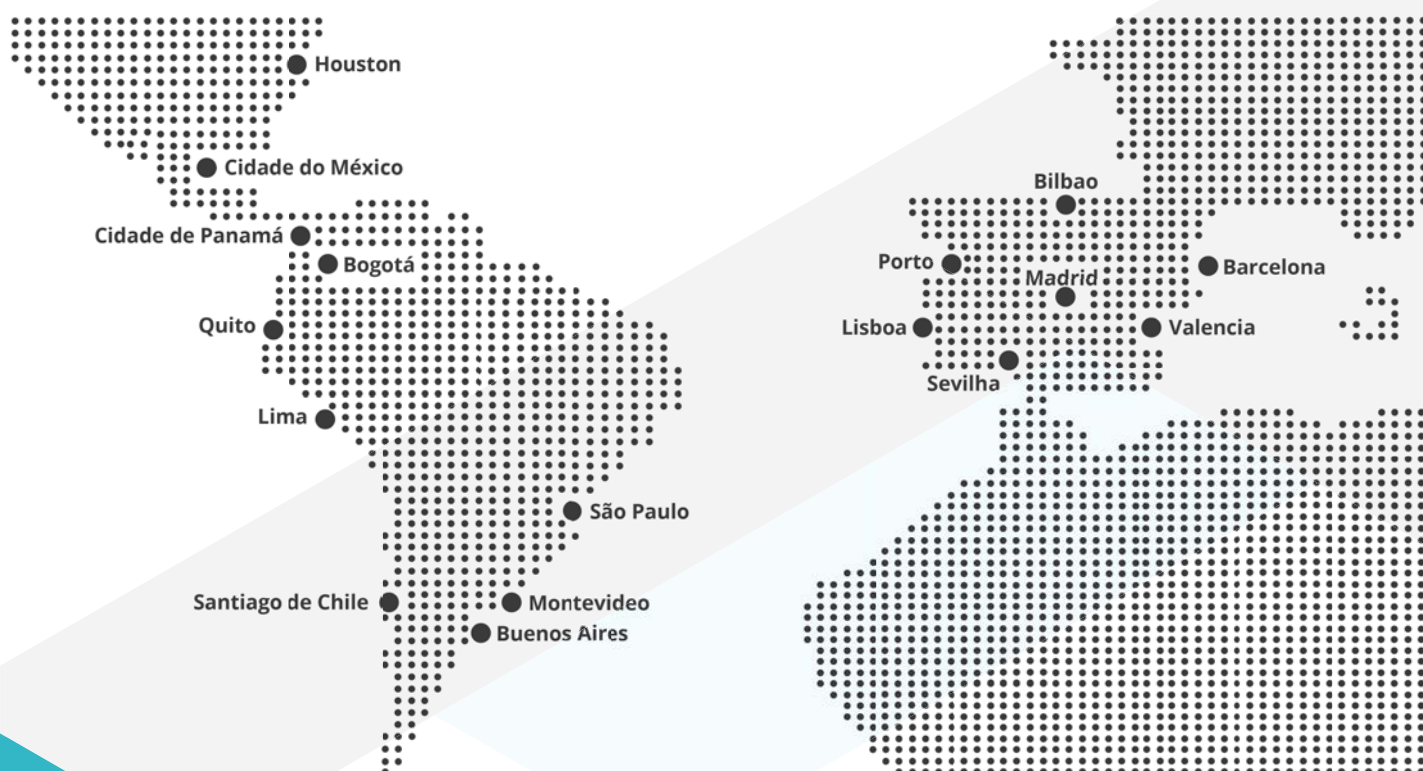 Houston
Cidade do México
Cidade de Panamá
Bogotá
Quito
Lima
São Paulo
Santiago de Chile
Montevideo
Buenos Aires
Bilbao
Porto
Madrid
Barcelona
Lisboa
Valencia
Sevilha